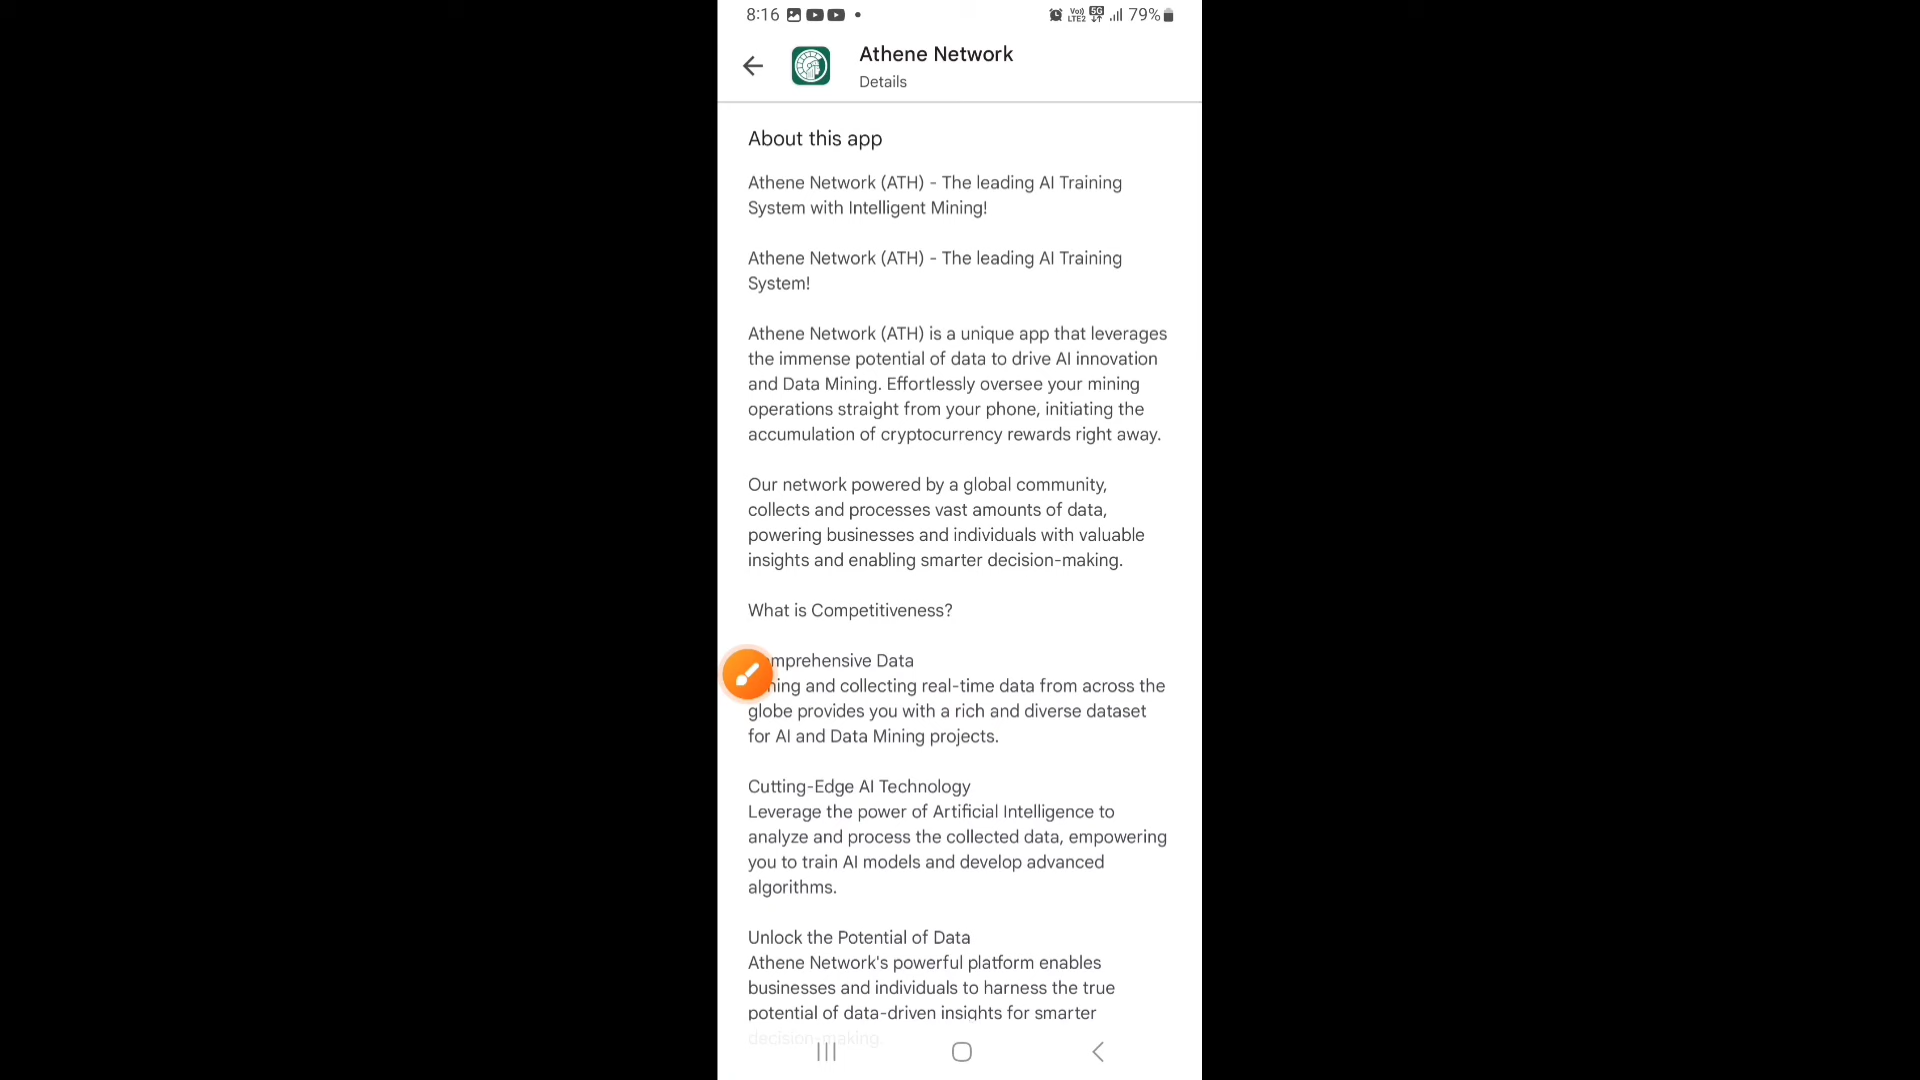 8:16
Vo))
LTE2
5G
79%
Athene Network
Details
About this app
Athene Network (ATH) - The leading AI Training
System with Intelligent Mining!
Athene Network (ATH) - The leading AI Training
System!
Athene Network (ATH) is a unique app that leverages
the immense potential of data to drive AI innovation
and Data Mining. Effortlessly oversee your mining
operations straight from your phone, initiating the
accumulation of cryptocurrency rewards right away.
Our network powered by a global community,
collects and processes vast amounts of data,
powering businesses and individuals with valuable
insights and enabling smarter decision-making.
What is Competitiveness?
mprehensive Data
ing and collecting real-time data from across the
globe provides you with a rich and diverse dataset
for AI and Data Mining projects.
Cutting-Edge AI Technology
Leverage the power of Artificial Intelligence to
analyze and process the collected data, empowering
you to train AI models and develop advanced
algorithms.
Unlock the Potential of Data
Athene Network's powerful platform enables
businesses and individuals to harness the true
potential of data-driven insights for smarter
decision-making.